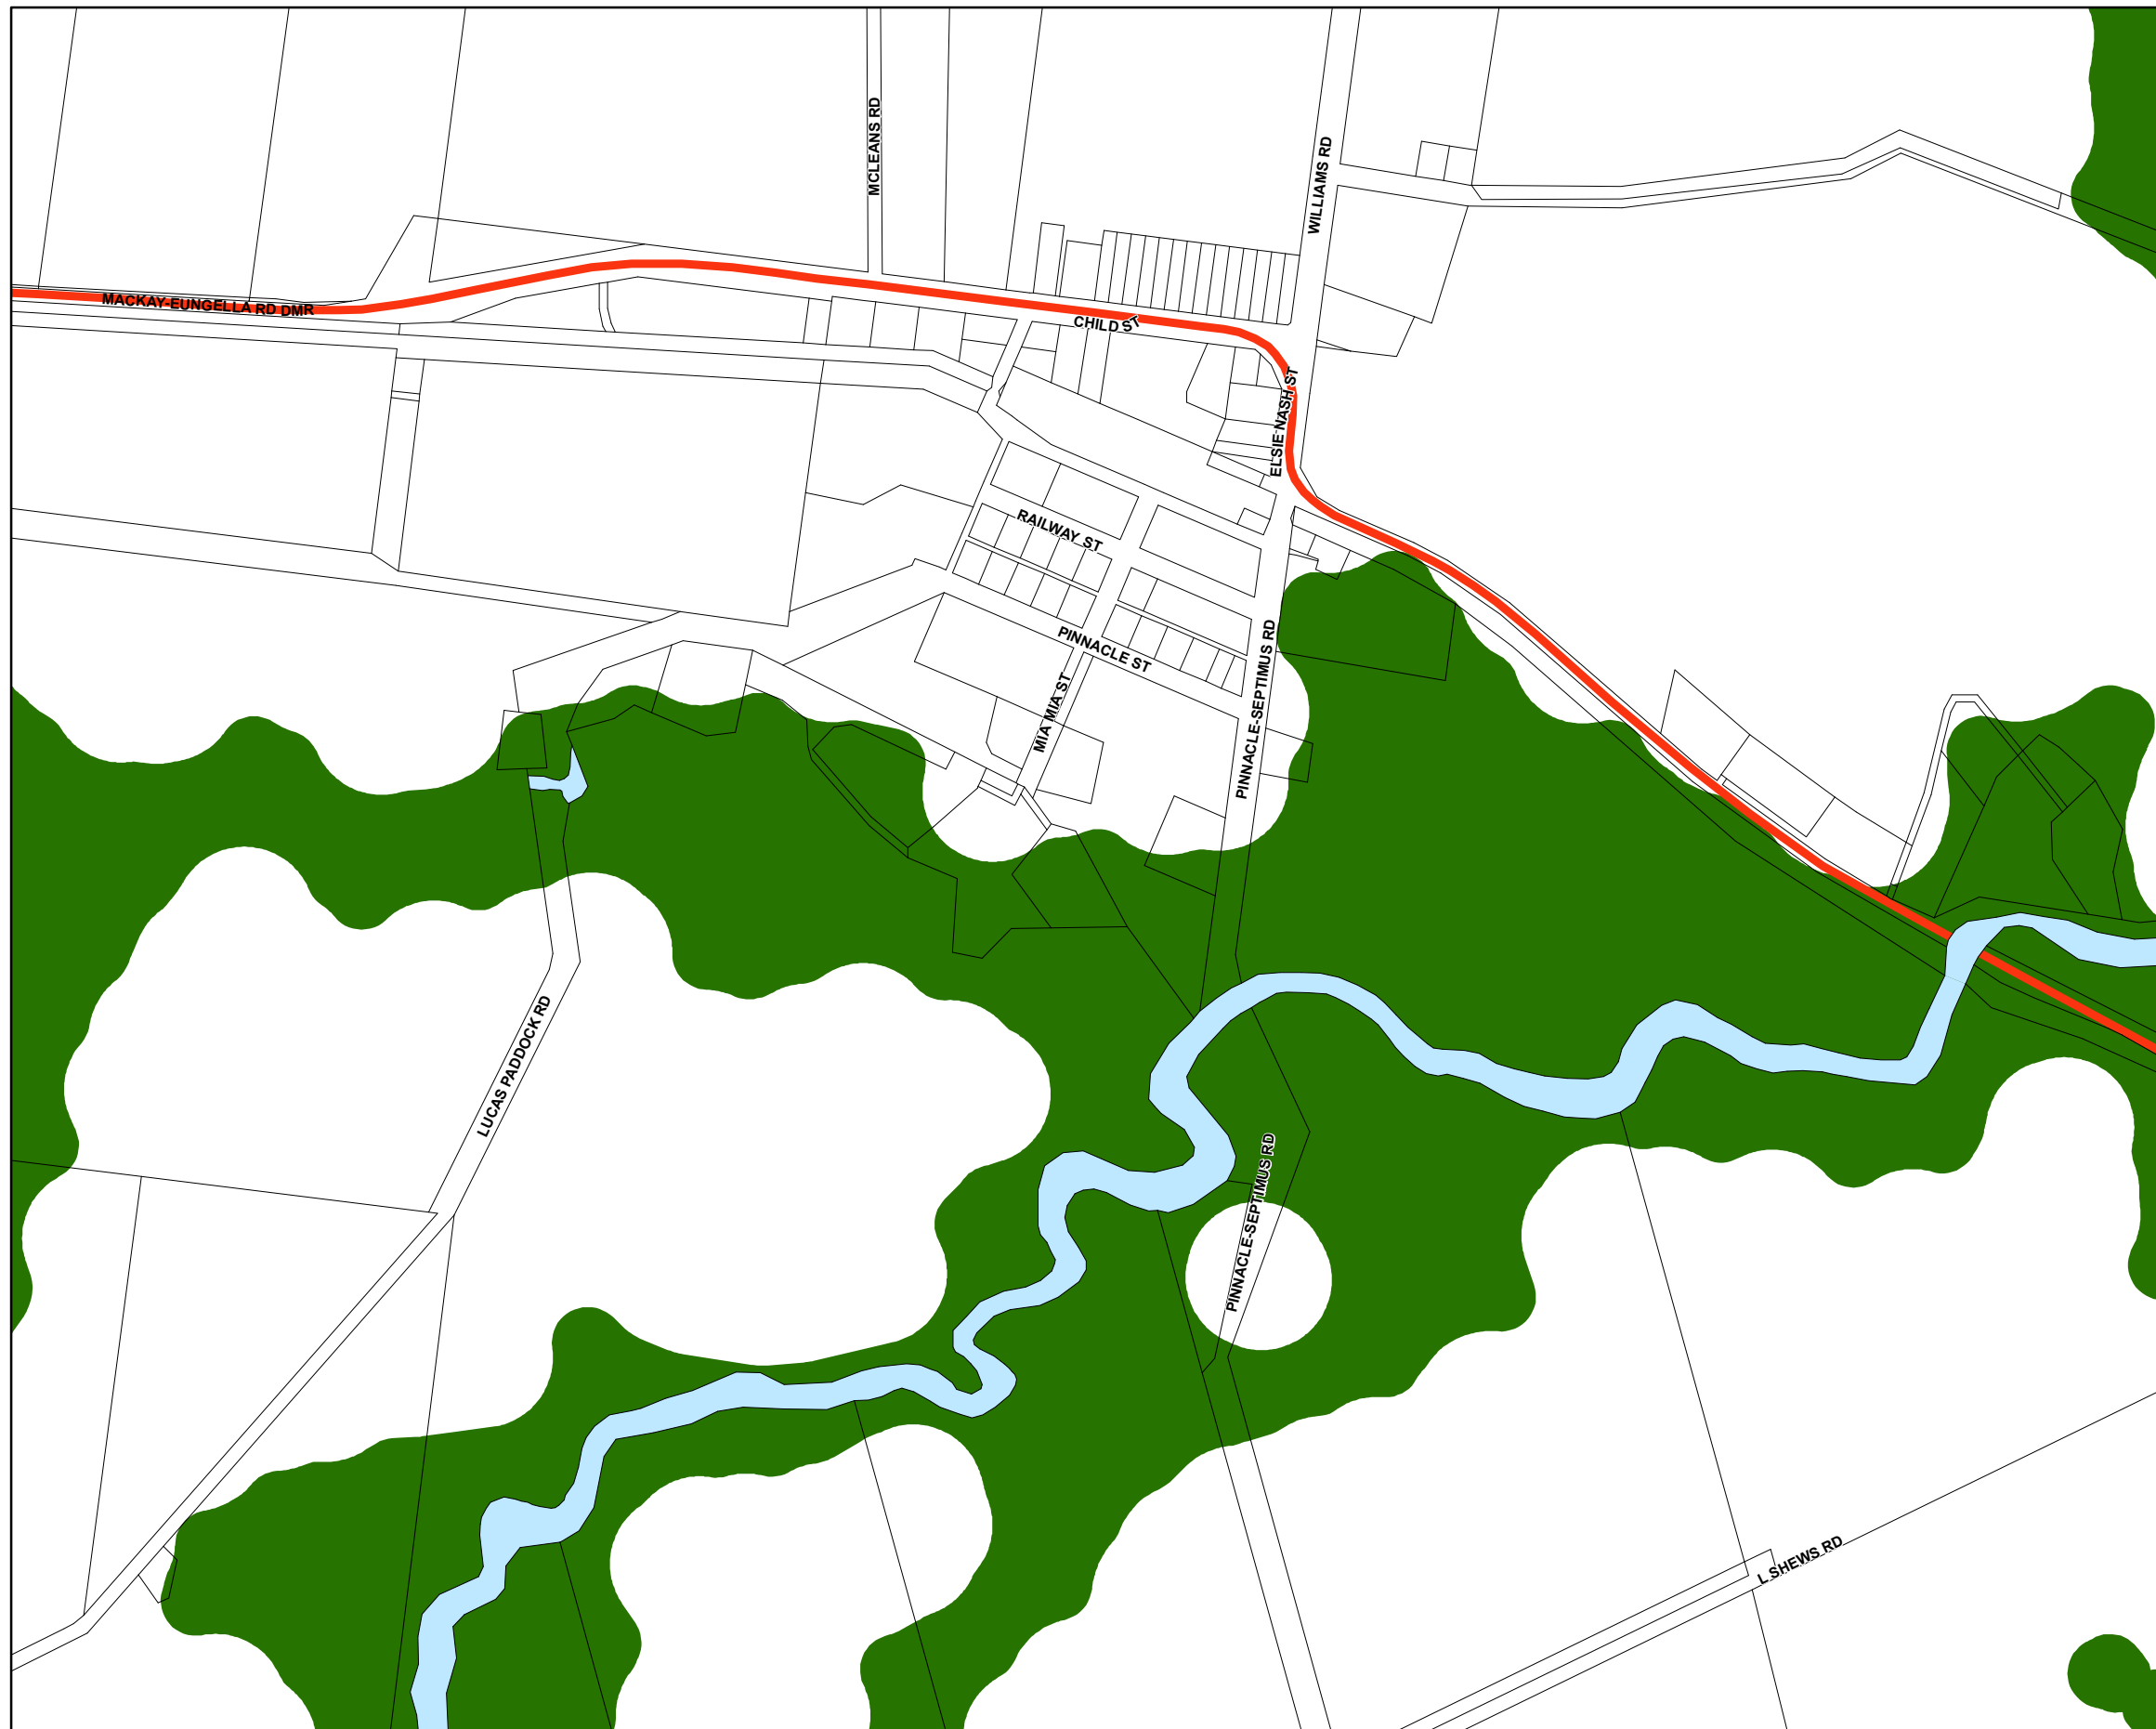 MCLEANS RD
WILLIAMS RD
MACKAY-EUNGELLA RD DMR
CHILD ST
ELSIE NASH ST
RAILWAY ST
PINNACLE ST
MIA MIA ST
PINNACLE-SEPTIMUS RD
LUCAS PADDOCK RD
PINNACLE-SEPTIMUS RD
L SHEWS RD